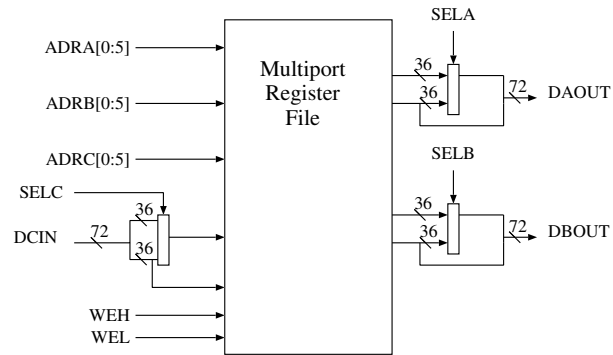 SELA
ADRA[0:5]
36
Multiport
Register
File
36
72
DAOUT
ADRB[0:5]
ADRC[0:5]
SELB
SELC
36
36
DCIN
72
36
36
72
DBOUT
WEH
WEL